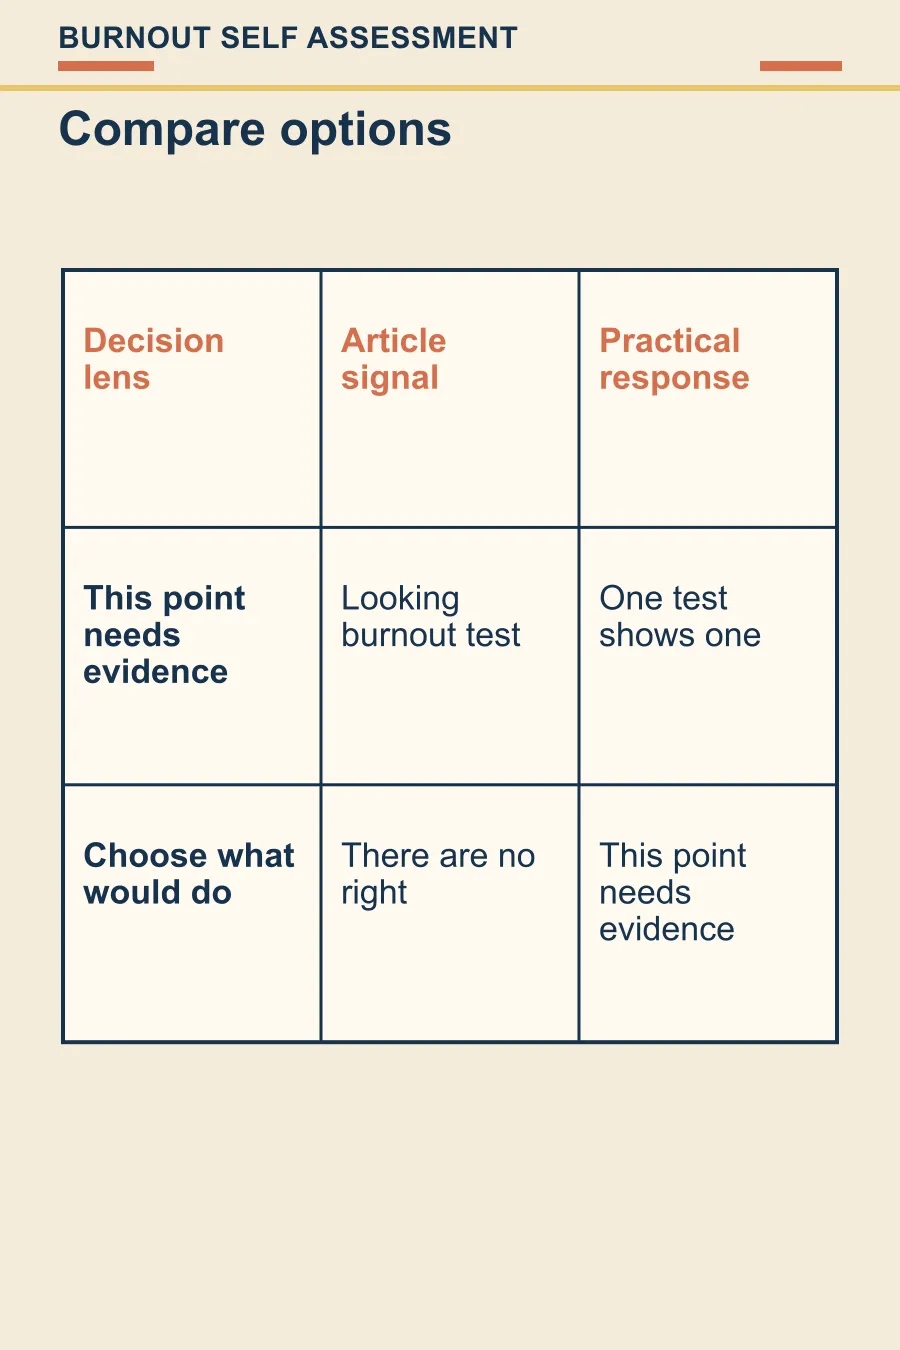 BURNOUT SELF ASSESSMENT
Compare options
Decision
lens
Article
signal
Practical
response
This point
needs
evidence
Looking
burnout test
One test
shows one
Choose what
would do
There are no
right
This point
needs
evidence